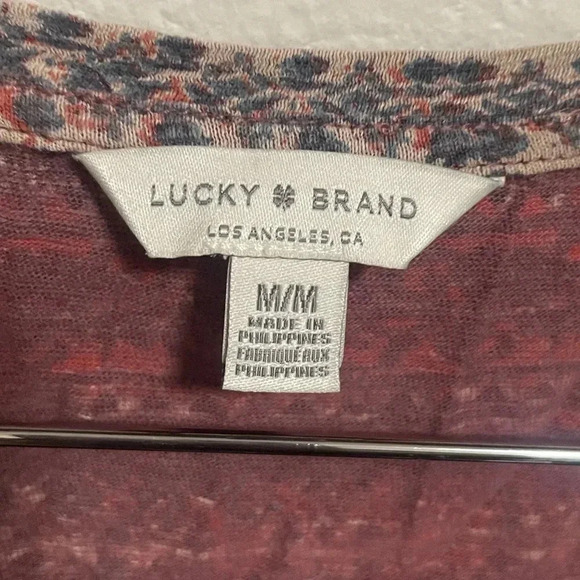 LUCKY BRAND
LOS ANGELES, CA
M/M
MADE IN
PHILIPPINES
FABRIQUÉ AUX
PHILIPPINES